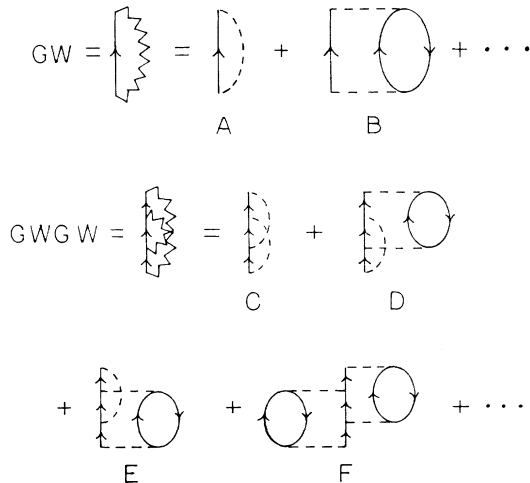 GW = = + + ...
A B
GWGW = = +
C D
+ + + ...
E F